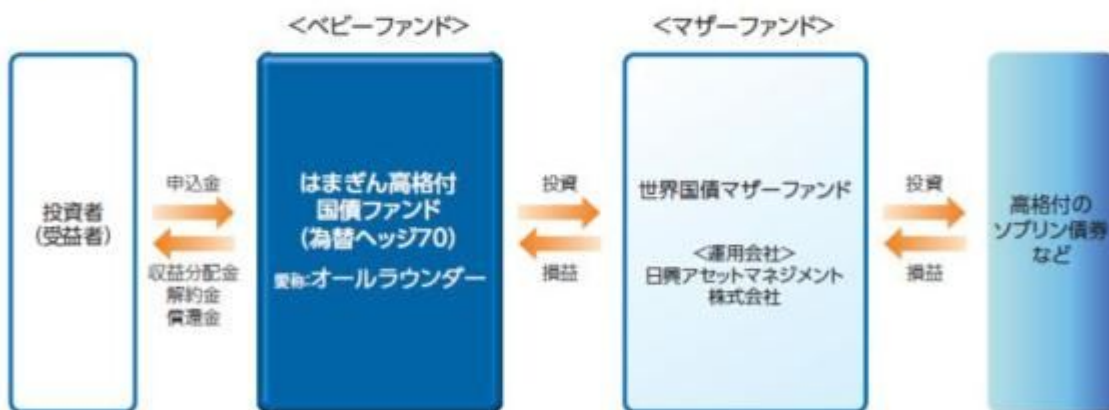 <ベビーファンド>
<マザーファンド>
投資者
(受益者)
申込金
収益分配金
解約金
償還金
はまぎん高格付
国債ファンド
(為替ヘッジ70)
愛称:オールラウンダー
投資
損益
世界国債マザーファンド
<運用会社>
日興アセットマネジメント
株式会社
投資
損益
高格付の
ソブリン債券
など